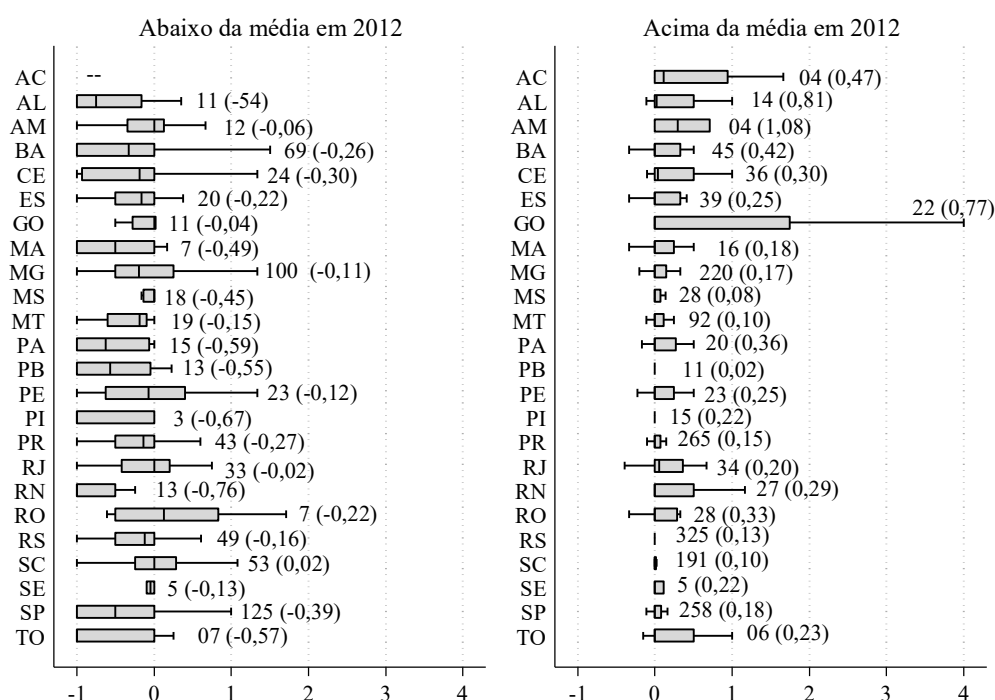 Abaixo da média em 2012 Acima da média em 2012
AC -- AC 04 (0,47)
AL 11 (-54) AL 14 (0,81)
AM 12 (-0,06) AM 04 (1,08)
BA 69 (-0,26) BA 45 (0,42)
CE 24 (-0,30) CE 36 (0,30)
ES 20 (-0,22) ES 39 (0,25)
GO 11 (-0,04) GO 22 (0,77)
MA 7 (-0,49) MA 16 (0,18)
MG 100 (-0,11) MG 220 (0,17)
MS 18 (-0,45) MS 28 (0,08)
MT 19 (-0,15) MT 92 (0,10)
PA 15 (-0,59) PA 20 (0,36)
PB 13 (-0,55) PB 11 (0,02)
PE 23 (-0,12) PE 23 (0,25)
PI 3 (-0,67) PI 15 (0,22)
PR 43 (-0,27) PR 265 (0,15)
RJ 33 (-0,02) RJ 34 (0,20)
RN 13 (-0,76) RN 27 (0,29)
RO 7 (-0,22) RO 28 (0,33)
RS 49 (-0,16) RS 325 (0,13)
SC 53 (0,02) SC 191 (0,10)
SE 5 (-0,13) SE 5 (0,22)
SP 125 (-0,39) SP 258 (0,18)
TO 07 (-0,57) TO 06 (0,23)
-1 0 1 2 3 4 -1 0 1 2 3 4